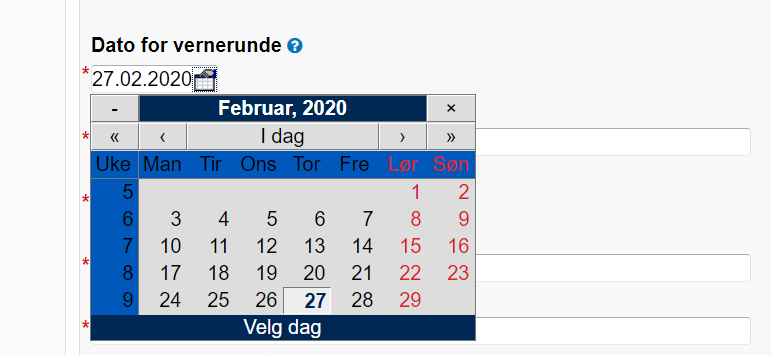 Dato for vernerunde ?
* 27.02.2020
- Februar, 2020 ×
* « ‹ I dag › »
Uke Man Tir Ons Tor Fre Lør Søn
* 5 1 2
6 3 4 5 6 7 8 9
7 10 11 12 13 14 15 16
* 8 17 18 19 20 21 22 23
9 24 25 26 27 28 29
* Velg dag